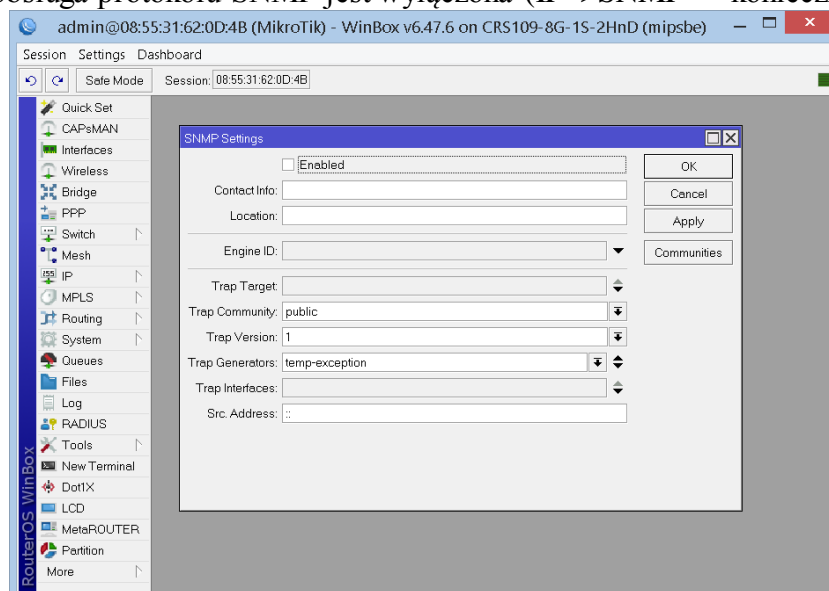 obsługa protokołu SNMP jest wyłączona (IP → SNMP
admin@08:55:31:62:0D:4B (MikroTik) - WinBox v6.47.6 on CRS109-8G-1S-2HnD (mipsbe)
Session Settings Dashboard
Safe Mode Session: 08:55:31:62:0D:4B
Quick Set
CAPsMAN
Interfaces
Wireless
Bridge
PPP
Switch
Mesh
IP
MPLS
Routing
System
Queues
Files
Log
RADIUS
Tools
New Terminal
Dot1X
LCD
MetaROUTER
Partition
More
RouterOS WinBox
SNMP Settings
Enabled
Contact Info:
Location:
Engine ID:
Trap Target:
Trap Community: public
Trap Version: 1
Trap Generators: temp-exception
Trap Interfaces:
Src. Address: ::
OK
Cancel
Apply
Communities